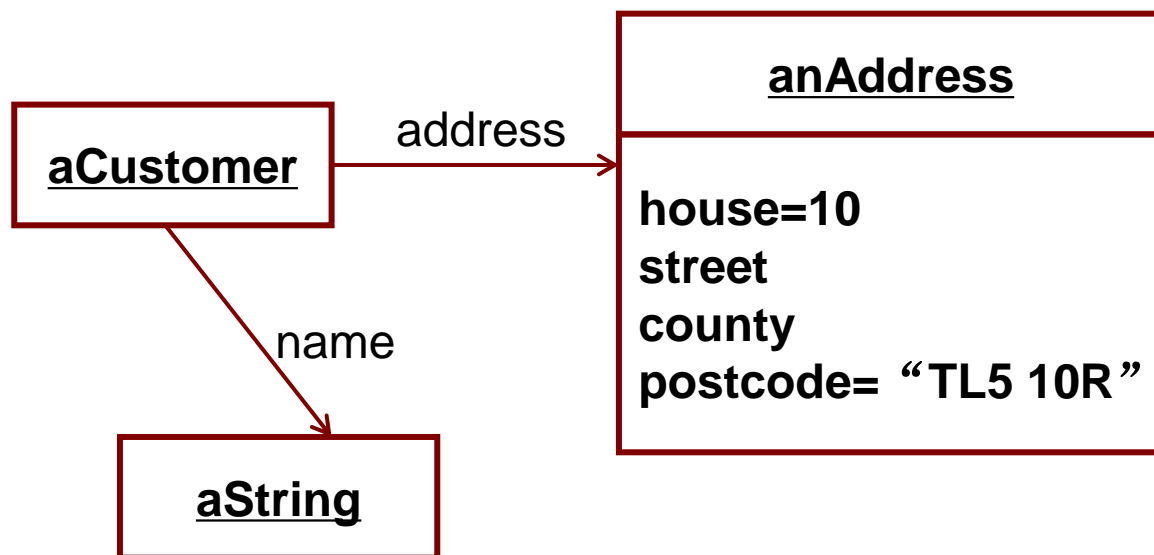 anAddress
address
aCustomer
house=10
street
county
postcode= “TL5 10R”
name
aString